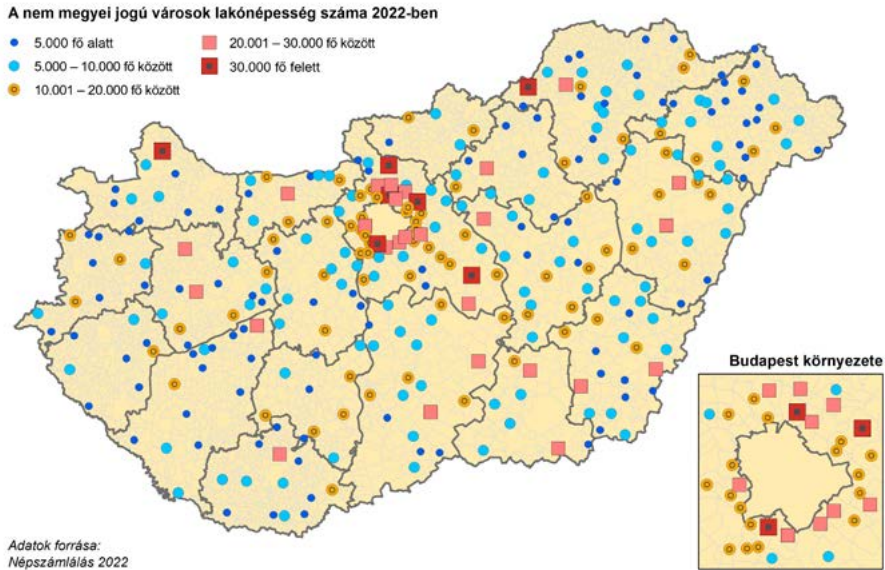 A nem megyei jogú városok lakónépesség száma 2022-ben
5.000 fő alatt
5.000 – 10.000 fő között
10.001 – 20.000 fő között
20.001 – 30.000 fő között
30.000 fő felett
Budapest környezete
Adatok forrása:
Népszámlálás 2022